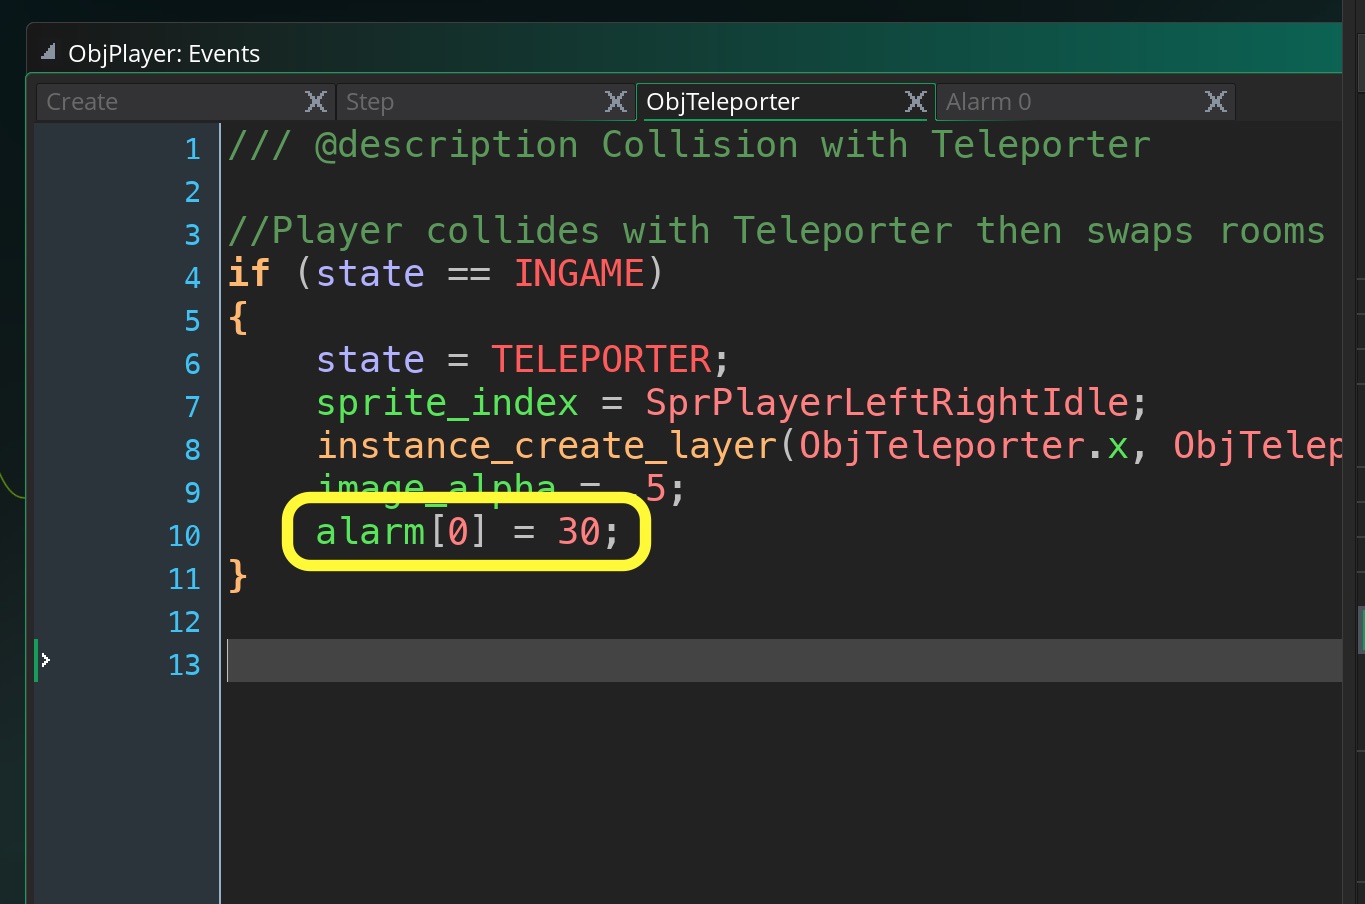 ObjPlayer: Events
Create Step ObjTeleporter Alarm 0
1 /// @description Collision with Teleporter
2
3 //Player collides with Teleporter then swaps rooms
4 if (state == INGAME)
5 {
6 state = TELEPORTER;
7 sprite_index = SprPlayerLeftRightIdle;
8 instance_create_layer(ObjTeleporter.x, ObjTelep
9 image_alpha = .5;
10 alarm[0] = 30;
11 }
12
13